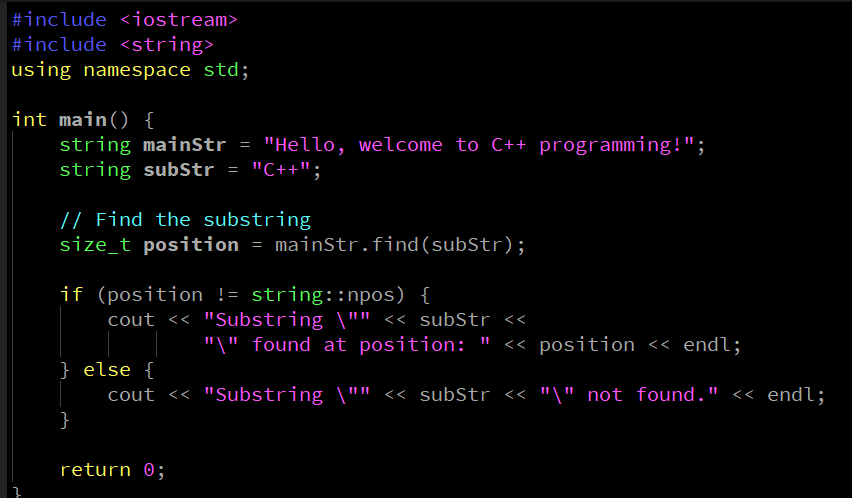 #include <iostream>
#include <string>
using namespace std;

int main() {
    string mainStr = "Hello, welcome to C++ programming!";
    string subStr = "C++";

    // Find the substring
    size_t position = mainStr.find(subStr);

    if (position != string::npos) {
        cout << "Substring \"" << subStr <<
                "\" found at position: " << position << endl;
    } else {
        cout << "Substring \"" << subStr << "\" not found." << endl;
    }

    return 0;
}